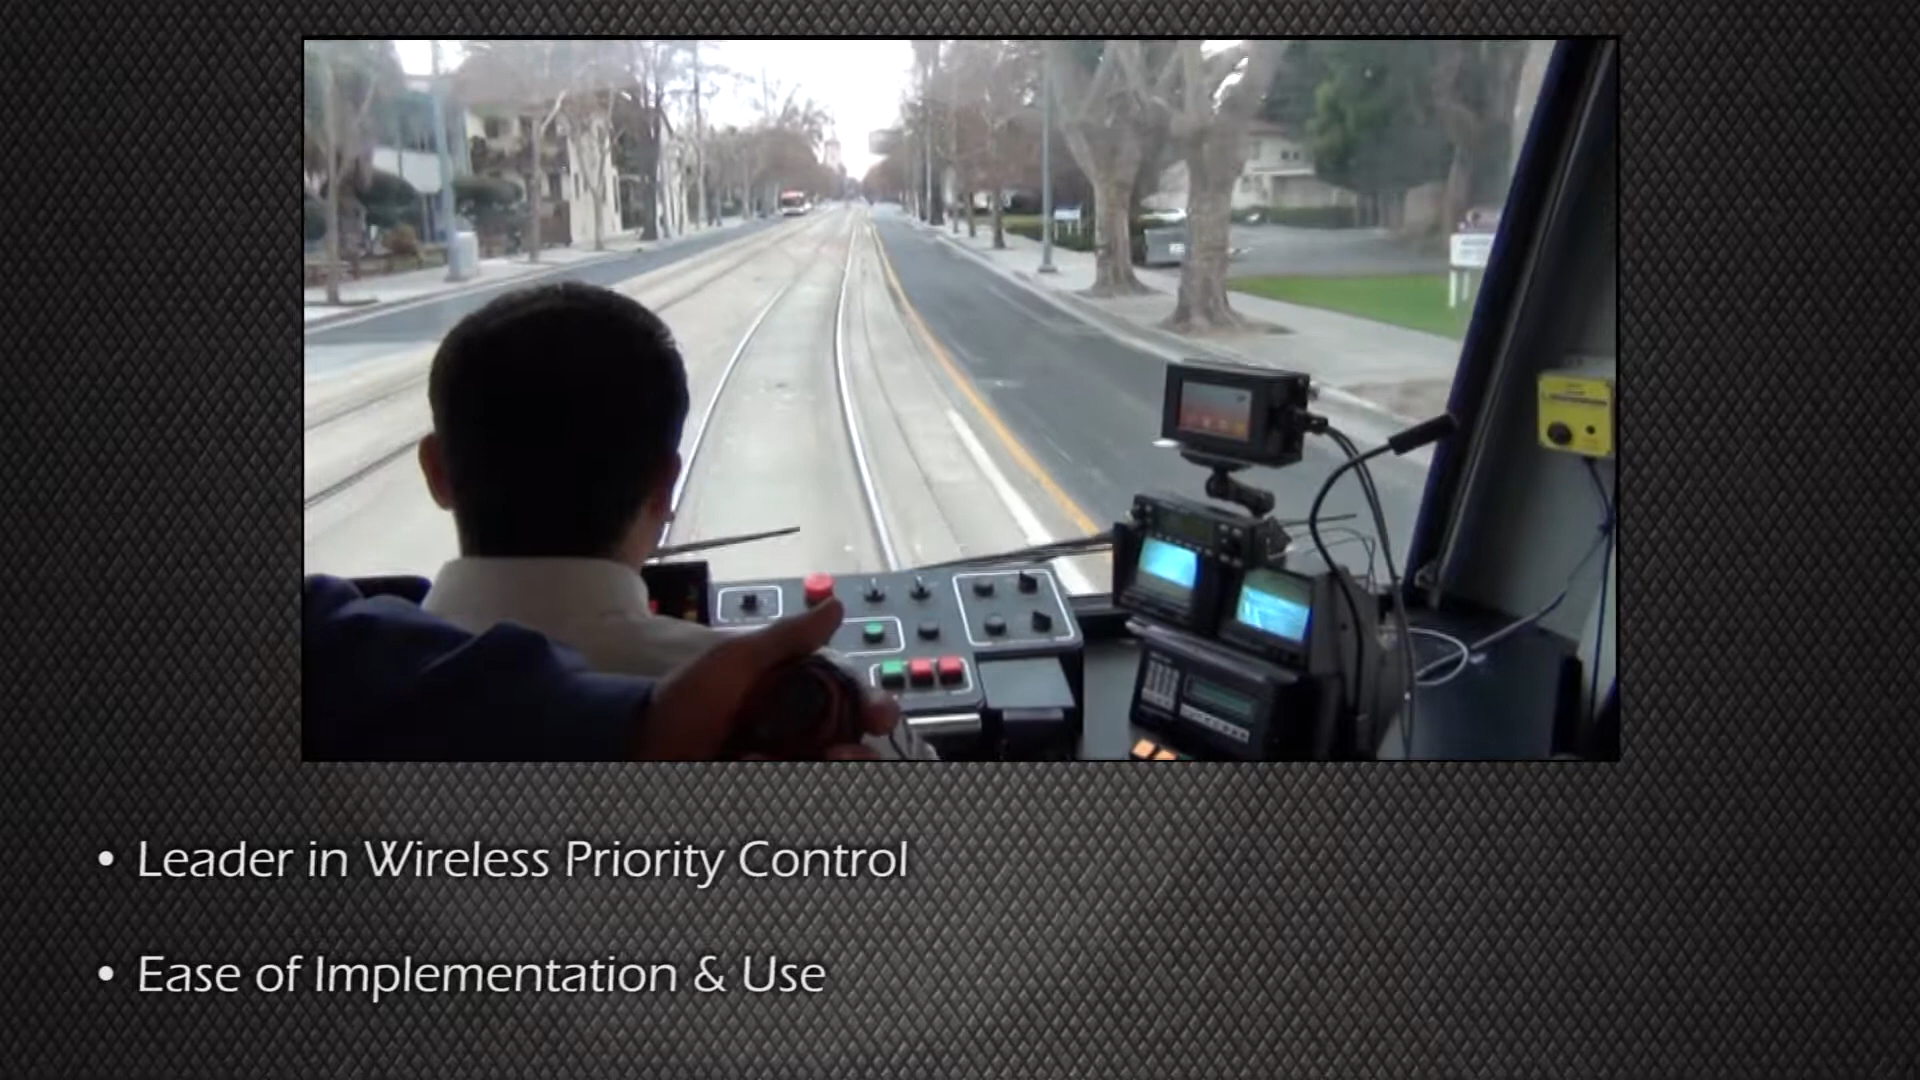 • Leader in Wireless Priority Control
• Ease of Implementation & Use